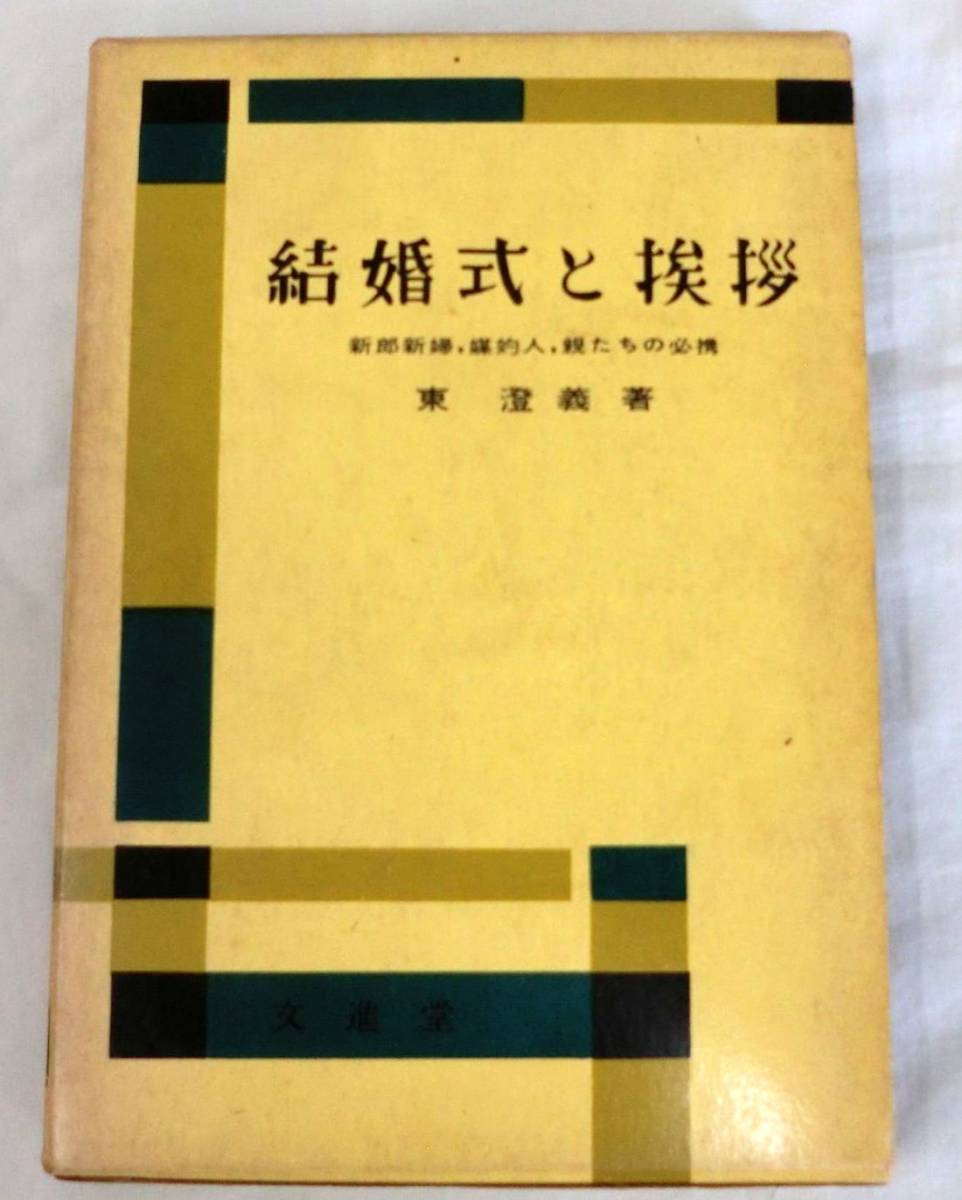 結婚式と挨拶
新郎新婦,媒妁人,親たちの必携
東 澄義著
文進堂